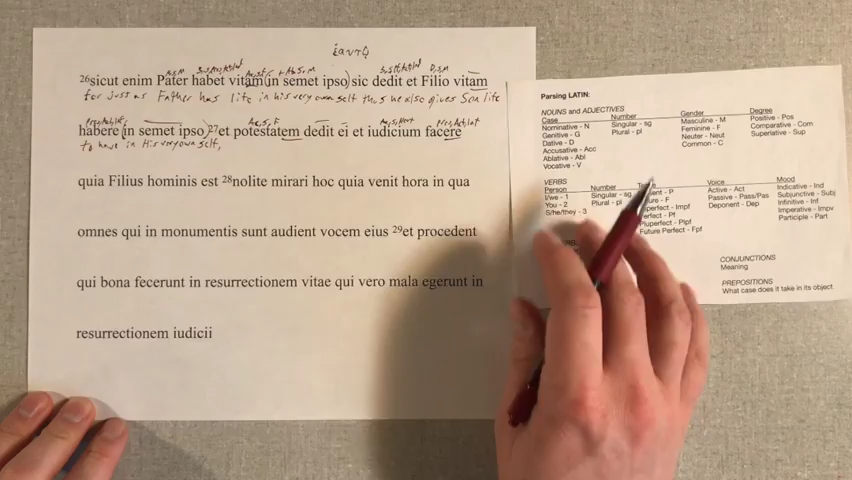 ἑαυτῷ
26sicut enim Pater habet vitam in semet ipso) sic dedit et Filio vitam
for Just as Father has life in his very own self thus he also gives Son life
habere (in semet ipso) 27et potestatem dedit ei et iudicium facere
to have in His very own self,
quia Filius hominis est 28nolite mirari hoc quia venit hora in qua
omnes qui in monumentis sunt audient vocem eius 29et procedent
qui bona fecerunt in resurrectionem vitae qui vero mala egerunt in
resurrectionem iudicii
Parsing LATIN:
NOUNS and ADJECTIVES
Case Number Gender Degree
Nominative - N Singular - sg Masculine - M Positive - Pos
Genitive - G Plural - pl Feminine - F Comparative - Com
Dative - D Neuter - Neut Superlative - Sup
Accusative - Acc Common - C
Ablative - Abl
Vocative - V
VERBS
Person Number Voice Mood
I/we - 1 Singular - sg Active - Act Indicative - Ind
You - 2 Plural - pl Passive - Pass/Pas Subjunctive - Subj
S/he/they - 3 Deponent - Dep Infinitive - Inf
Imperative - Impv
Pluperfect - Plpf Participle - Part
Future Perfect - Fpf
CONJUNCTIONS
Meaning
PREPOSITIONS
What case does it take in its object.